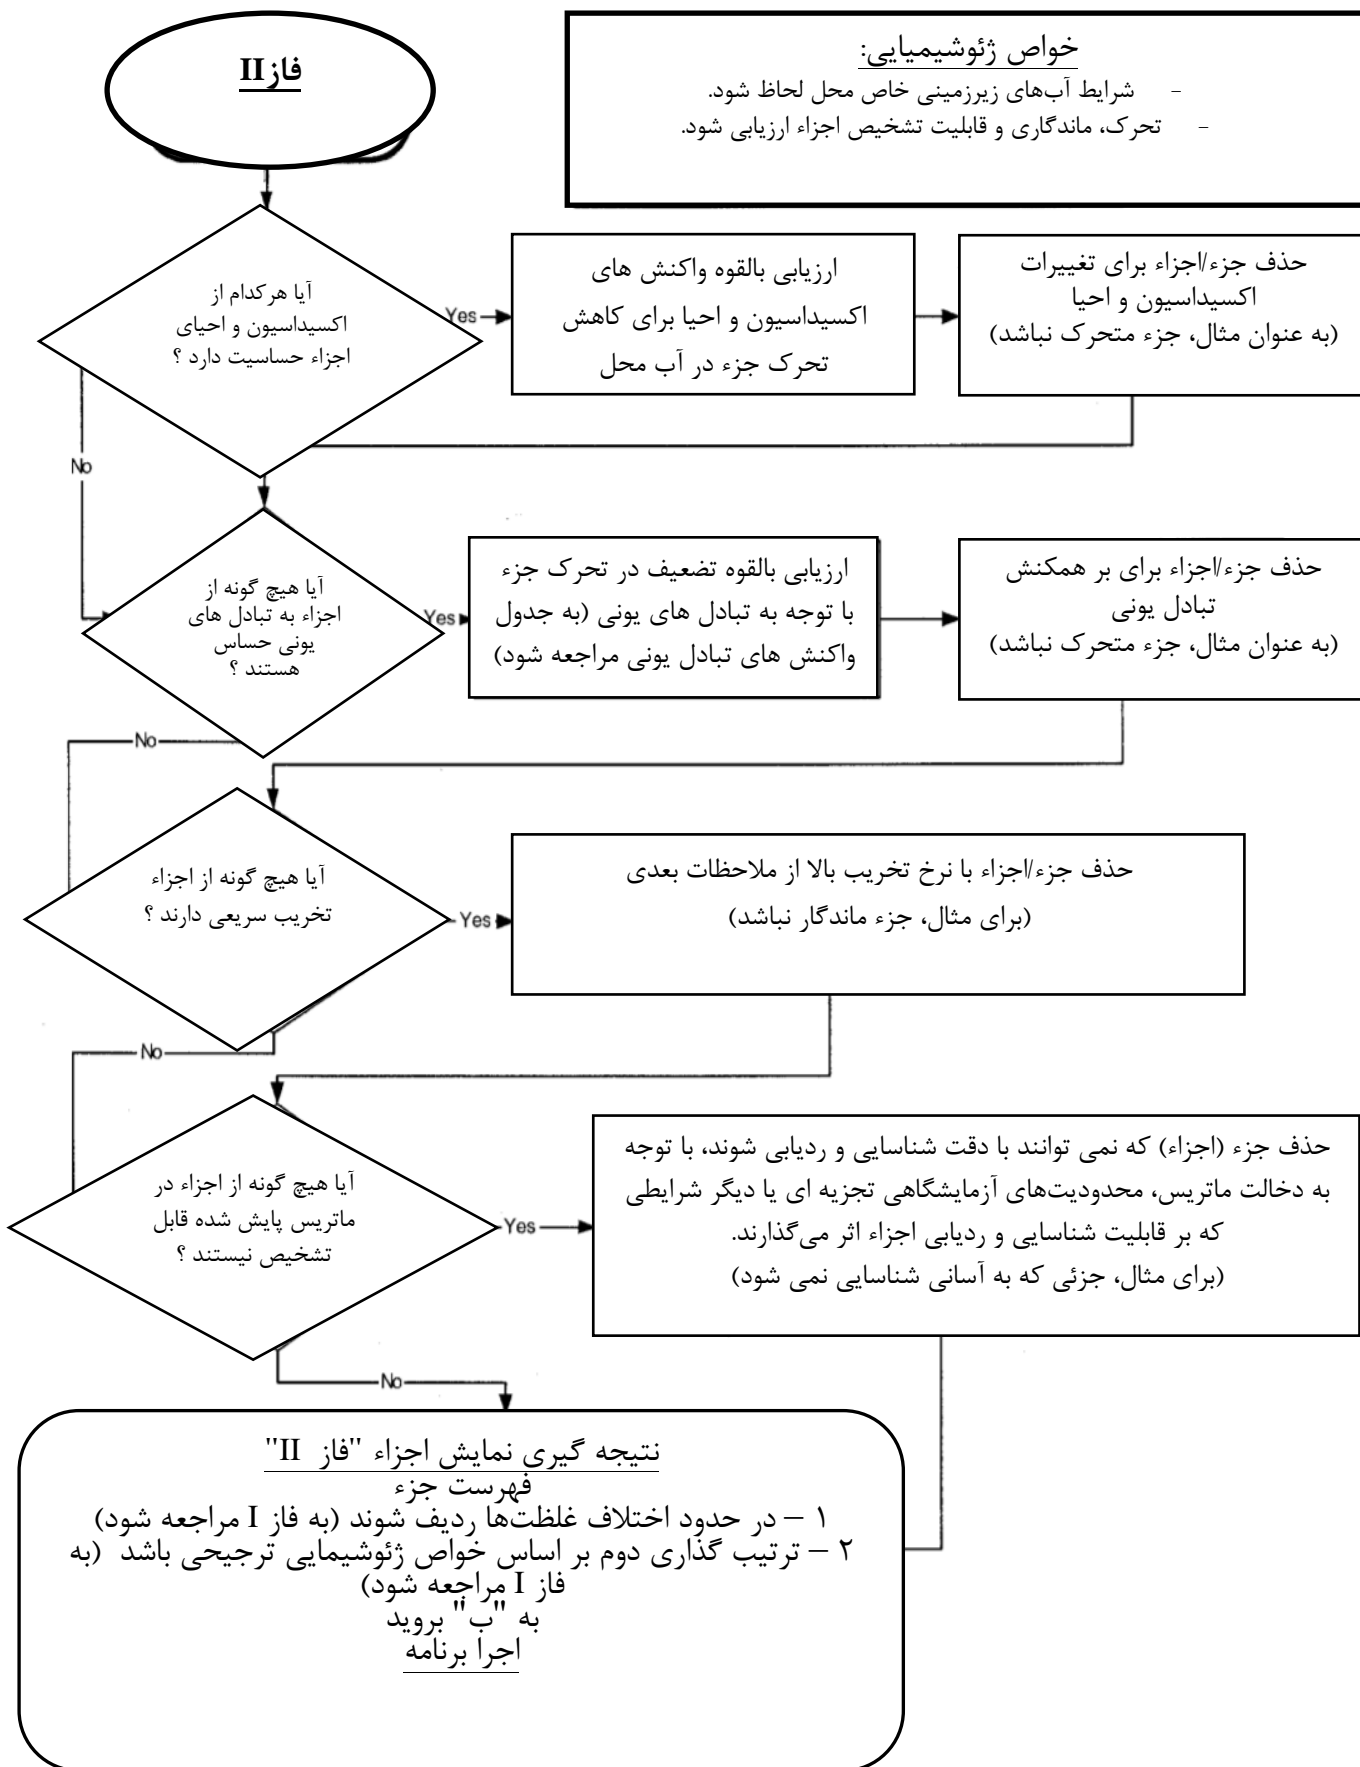 فاز II
خواص ژئوشیمیایی:
- شرایط آب‌های زیرزمینی خاص محل لحاظ شود.
- تحرک، ماندگاری و قابلیت تشخیص اجزاء ارزیابی شود.
آیا هرکدام از
اکسیداسیون و احیای
اجزاء حساسیت دارد ؟
Yes
ارزیابی بالقوه واکنش های
اکسیداسیون و احیا برای کاهش
تحرک جزء در آب محل
حذف جزء/اجزاء برای تغییرات
اکسیداسیون و احیا
(به عنوان مثال، جزء متحرک نباشد)
No
آیا هیچ گونه از
اجزاء به تبادل های
یونی حساس
هستند ؟
Yes
ارزیابی بالقوه تضعیف در تحرک جزء
با توجه به تبادل های یونی (به جدول
واکنش های تبادل یونی مراجعه شود)
حذف جزء/اجزاء برای بر همکنش
تبادل یونی
(به عنوان مثال، جزء متحرک نباشد)
No
آیا هیچ گونه از اجزاء
تخریب سریعی دارند ؟
Yes
حذف جزء/اجزاء با نرخ تخریب بالا از ملاحظات بعدی
(برای مثال، جزء ماندگار نباشد)
No
آیا هیچ گونه از اجزاء در
ماتریس پایش شده قابل
تشخیص نیستند ؟
Yes
حذف جزء (اجزاء) که نمی توانند با دقت شناسایی و ردیابی شوند، با توجه
به دخالت ماتریس، محدودیت‌های آزمایشگاهی تجزیه ای یا دیگر شرایطی
که بر قابلیت شناسایی و ردیابی اجزاء اثر می‌گذارند.
(برای مثال، جزئی که به آسانی شناسایی نمی شود)
No
نتیجه گیری نمایش اجزاء "فاز II"
فهرست جزء
۱ – در حدود اختلاف غلظت‌ها ردیف شوند (به فاز I مراجعه شود)
۲ – ترتیب گذاری دوم بر اساس خواص ژئوشیمایی ترجیحی باشد (به
فاز I مراجعه شود)
به "ب" بروید
اجرا برنامه